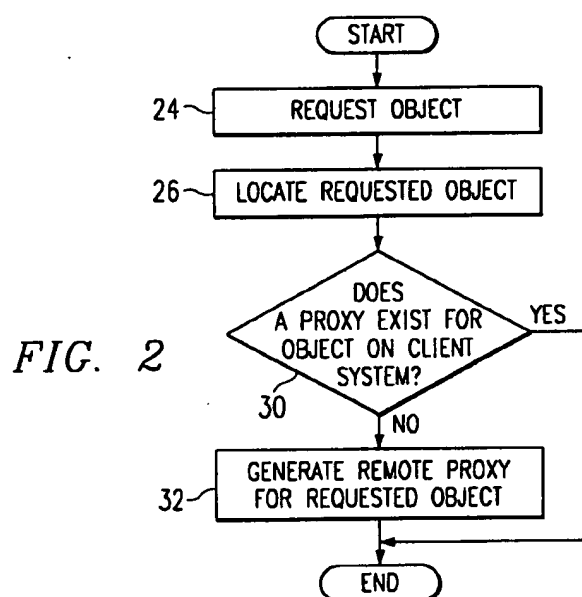 START
24
REQUEST OBJECT
26
LOCATE REQUESTED OBJECT
DOES
A PROXY EXIST FOR
OBJECT ON CLIENT
SYSTEM?
YES
30
NO
FIG. 2
32
GENERATE REMOTE PROXY
FOR REQUESTED OBJECT
END